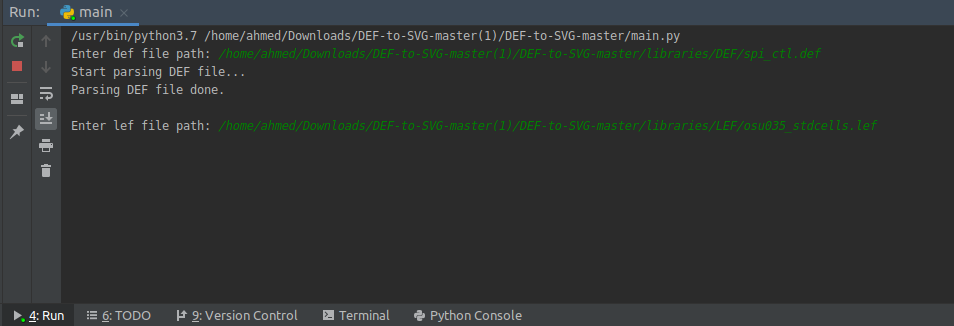 Run: main
/usr/bin/python3.7 /home/ahmed/Downloads/DEF-to-SVG-master(1)/DEF-to-SVG-master/main.py
Enter def file path: /home/ahmed/Downloads/DEF-to-SVG-master(1)/DEF-to-SVG-master/libraries/DEF/spi_ctl.def
Start parsing DEF file...
Parsing DEF file done.
Enter lef file path: /home/ahmed/Downloads/DEF-to-SVG-master(1)/DEF-to-SVG-master/libraries/LEF/osu035_stdcells.lef
4: Run 6: TODO 9: Version Control Terminal Python Console